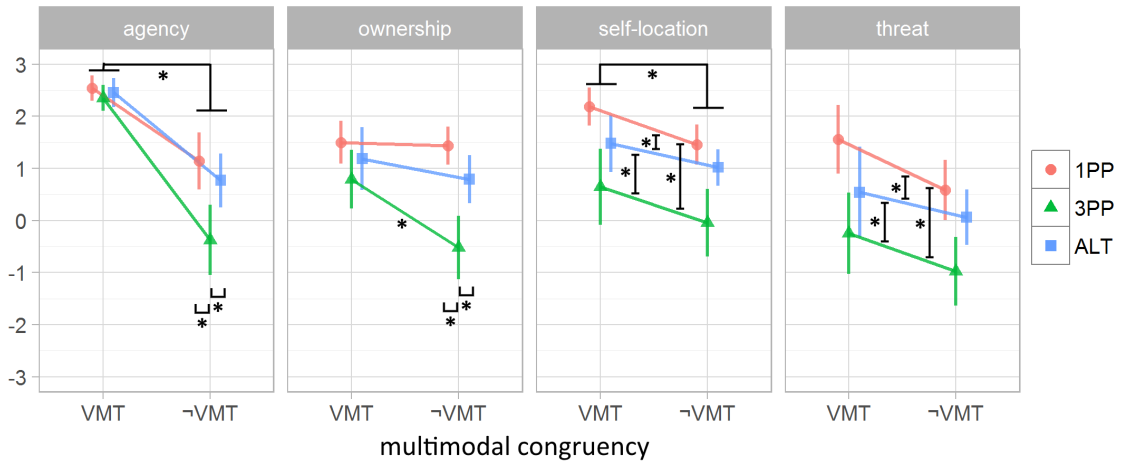 agency ownership self-location threat
3
2
1
0
-1
-2
-3
*
* *
*
* *
*
* * *
* * *
1PP
3PP
ALT
VMT ¬VMT VMT ¬VMT VMT ¬VMT VMT ¬VMT
multimodal congruency